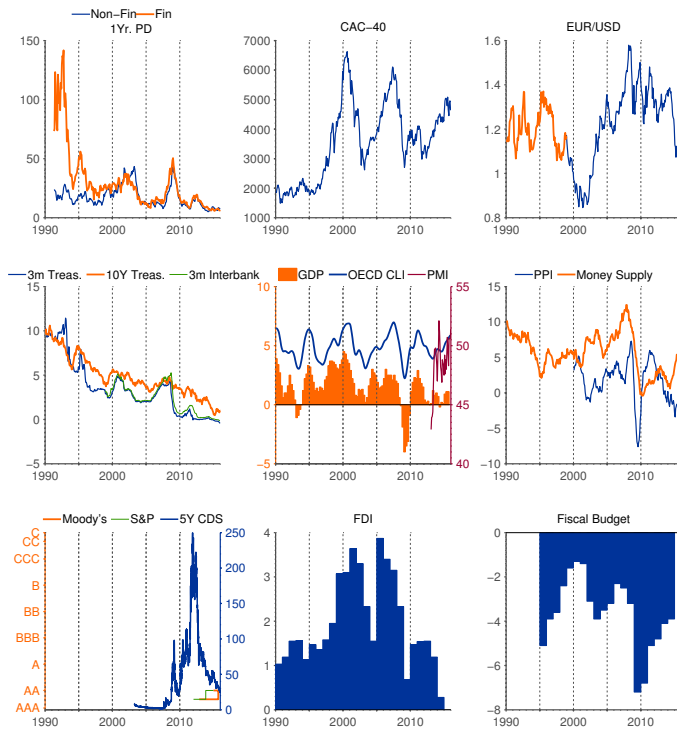 Non−Fin Fin
1Yr. PD
150
100
50
0
1990 2000 2010
CAC−40
7000
6000
5000
4000
3000
2000
1000
1990 2000 2010
EUR/USD
1.6
1.4
1.2
1
0.8
1990 2000 2010
3m Treas. 10Y Treas. 3m Interbank
15
10
5
0
−5
1990 2000 2010
GDP OECD CLI PMI
10 55
5 50
0 45
−5 40
1990 2000 2010
PPI Money Supply
15
10
5
0
−5
−10
1990 2000 2010
Moody's S&P 5Y CDS
C
CC
CCC
B
BB
BBB
A
AA
AAA
250
200
150
100
50
0
1990 2000 2010
FDI
4
3
2
1
0
1990 2000 2010
Fiscal Budget
0
−2
−4
−6
−8
1990 2000 2010